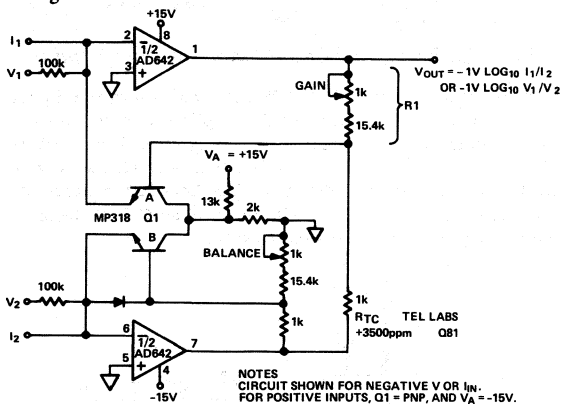 +15V
I1
2
8
1/2
AD642
1
V1
100k
3
VOUT = – 1V LOG10 I1/I2
OR -1V LOG10 V1/V2
GAIN
1k
R1
15.4k
VA = +15V
A
13k
2k
MP318 Q1
B
BALANCE
1k
15.4k
100k
V2
1k
1k
RTC TEL LABS
+3500ppm Q81
I2
6
1/2
AD642
7
5
4
-15V
NOTES
CIRCUIT SHOWN FOR NEGATIVE V OR IIN.
FOR POSITIVE INPUTS, Q1 = PNP, AND VA = -15V.